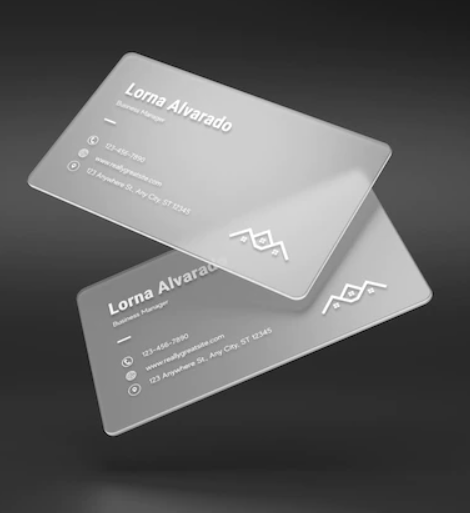 Lorna Alvarado
Business Manager
123-456-7890
www.reallygreatsite.com
123 Anywhere St., Any City, ST 12345
Lorna Alvarado
Business Manager
123-456-7890
www.reallygreatsite.com
123 Anywhere St., Any City, ST 12345